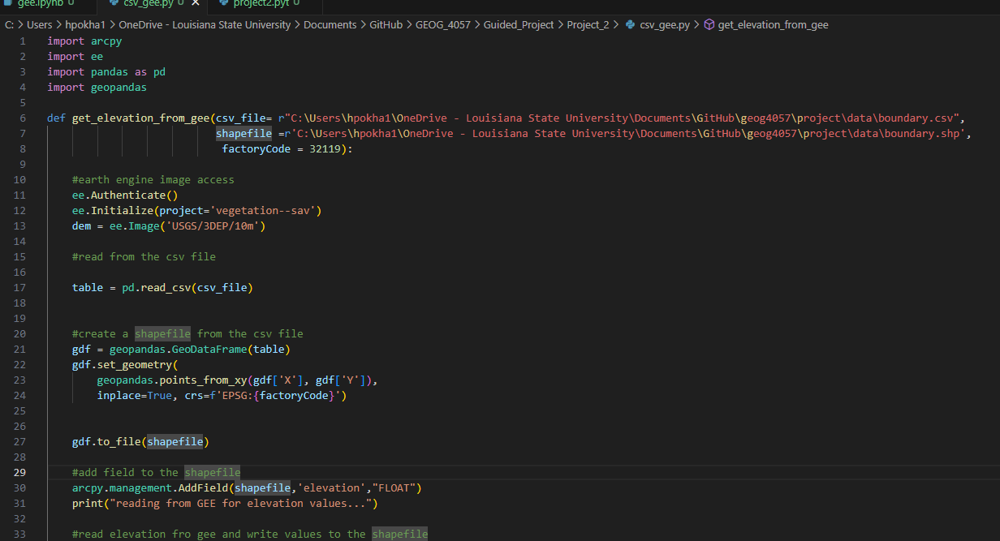 gee.ipynb U csv_gee.py U X project2.pyt U
C: > Users > hpokha1 > OneDrive - Louisiana State University > Documents > GitHub > GEOG_4057 > Guided_Project > Project_2 > csv_gee.py > get_elevation_from_gee
1 import arcpy
2 import ee
3 import pandas as pd
4 import geopandas
5
6 def get_elevation_from_gee(csv_file= r"C:\Users\hpokha1\OneDrive - Louisiana State University\Documents\GitHub\geog4057\project\data\boundary.csv",
7 shapefile =r'C:\Users\hpokha1\OneDrive - Louisiana State University\Documents\GitHub\geog4057\project\data\boundary.shp',
8 factoryCode = 32119):
9
10 #earth engine image access
11 ee.Authenticate()
12 ee.Initialize(project='vegetation--sav')
13 dem = ee.Image('USGS/3DEP/10m')
14
15 #read from the csv file
16
17 table = pd.read_csv(csv_file)
18
19
20 #create a shapefile from the csv file
21 gdf = geopandas.GeoDataFrame(table)
22 gdf.set_geometry(
23 geopandas.points_from_xy(gdf['X'], gdf['Y']),
24 inplace=True, crs=f'EPSG:{factoryCode}')
25
26
27 gdf.to_file(shapefile)
28
29 #add field to the shapefile
30 arcpy.management.AddField(shapefile,'elevation',"FLOAT")
31 print("reading from GEE for elevation values...")
32
33 #read elevation fro gee and write values to the shapefile